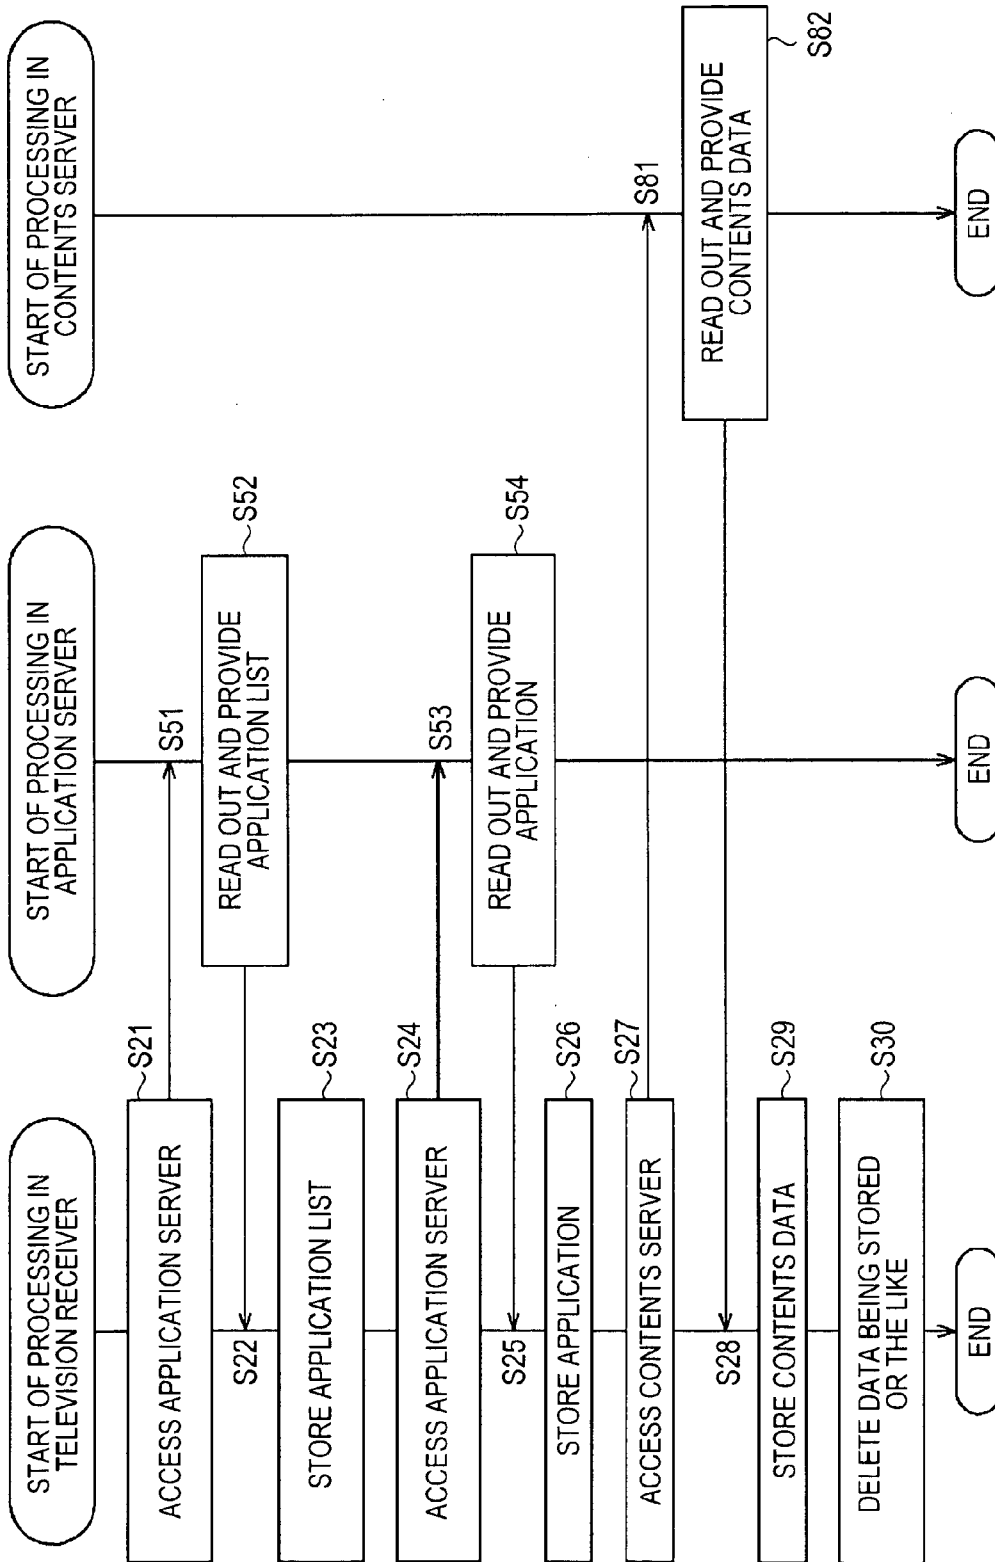 START OF PROCESSING IN
TELEVISION RECEIVER
ACCESS APPLICATION SERVER
S21
S22
STORE APPLICATION LIST
S23
ACCESS APPLICATION SERVER
S24
S25
STORE APPLICATION
S26
ACCESS CONTENTS SERVER
S27
S28
STORE CONTENTS DATA
S29
DELETE DATA BEING STORED
OR THE LIKE
S30
END
START OF PROCESSING IN
APPLICATION SERVER
S51
READ OUT AND PROVIDE
APPLICATION LIST
S52
S53
READ OUT AND PROVIDE
APPLICATION
S54
END
START OF PROCESSING IN
CONTENTS SERVER
S81
READ OUT AND PROVIDE
CONTENTS DATA
S82
END